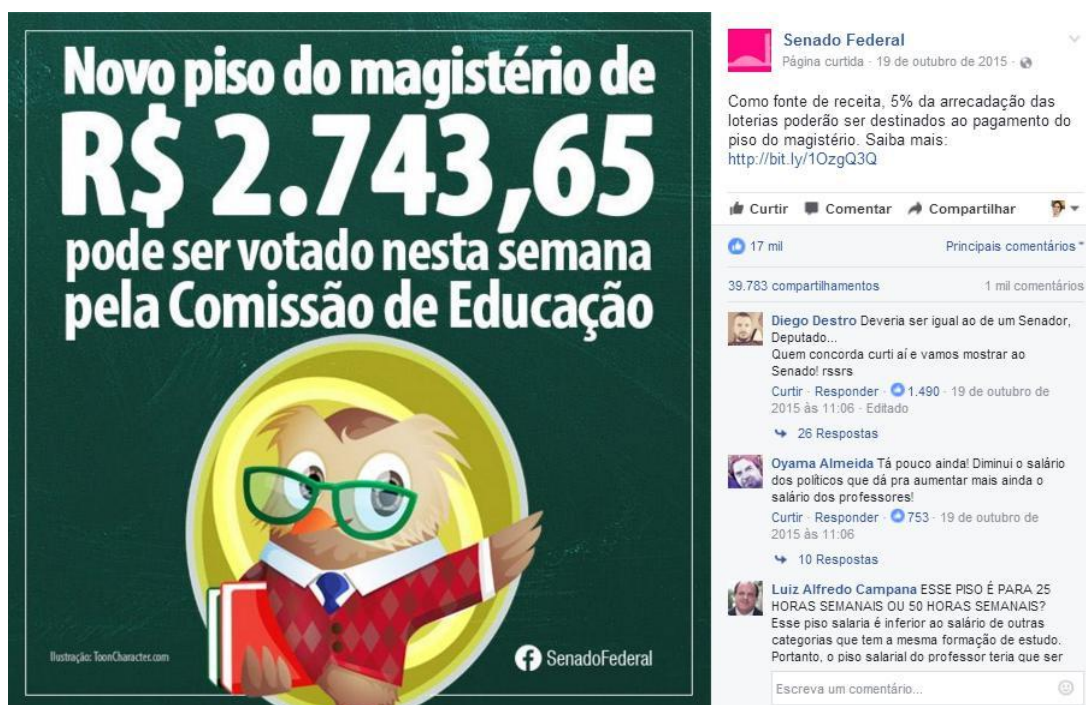 Novo piso do magistério de
R$ 2.743,65
pode ser votado nesta semana
pela Comissão de Educação
Ilustração: ToonCharacter.com
SenadoFederal
Senado Federal
Página curtida · 19 de outubro de 2015 ·
Como fonte de receita, 5% da arrecadação das
loterias poderão ser destinados ao pagamento do
piso do magistério. Saiba mais:
http://bit.ly/1OzgQ3Q
Curtir Comentar Compartilhar
17 mil Principais comentários
39.783 compartilhamentos 1 mil comentários
Diego Destro Deveria ser igual ao de um Senador,
Deputado...
Quem concorda curti aí e vamos mostrar ao
Senado! rssrs
Curtir · Responder · 1.490 · 19 de outubro de
2015 às 11:06 · Editado
26 Respostas
Oyama Almeida Tá pouco ainda! Diminui o salário
dos políticos que dá pra aumentar mais ainda o
salário dos professores!
Curtir · Responder · 753 · 19 de outubro de
2015 às 11:06
10 Respostas
Luiz Alfredo Campana ESSE PISO É PARA 25
HORAS SEMANAIS OU 50 HORAS SEMANAIS?
Esse piso salaria é inferior ao salário de outras
categorias que tem a mesma formação de estudo.
Portanto, o piso salarial do professor teria que ser
Escreva um comentário...